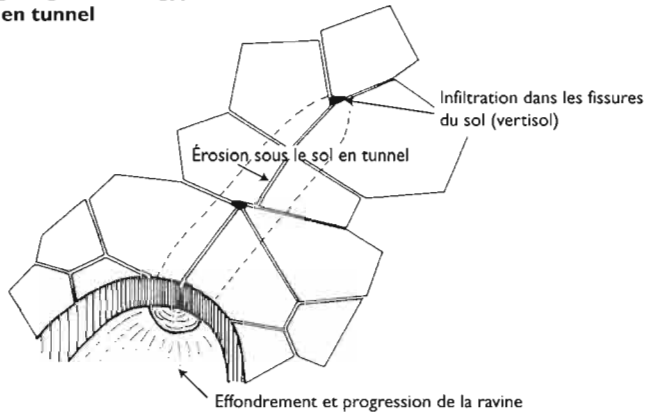 en tunnel
Infiltration dans les fissures
du sol (vertisol)
Érosion sous le sol en tunnel
Effondrement et progression de la ravine